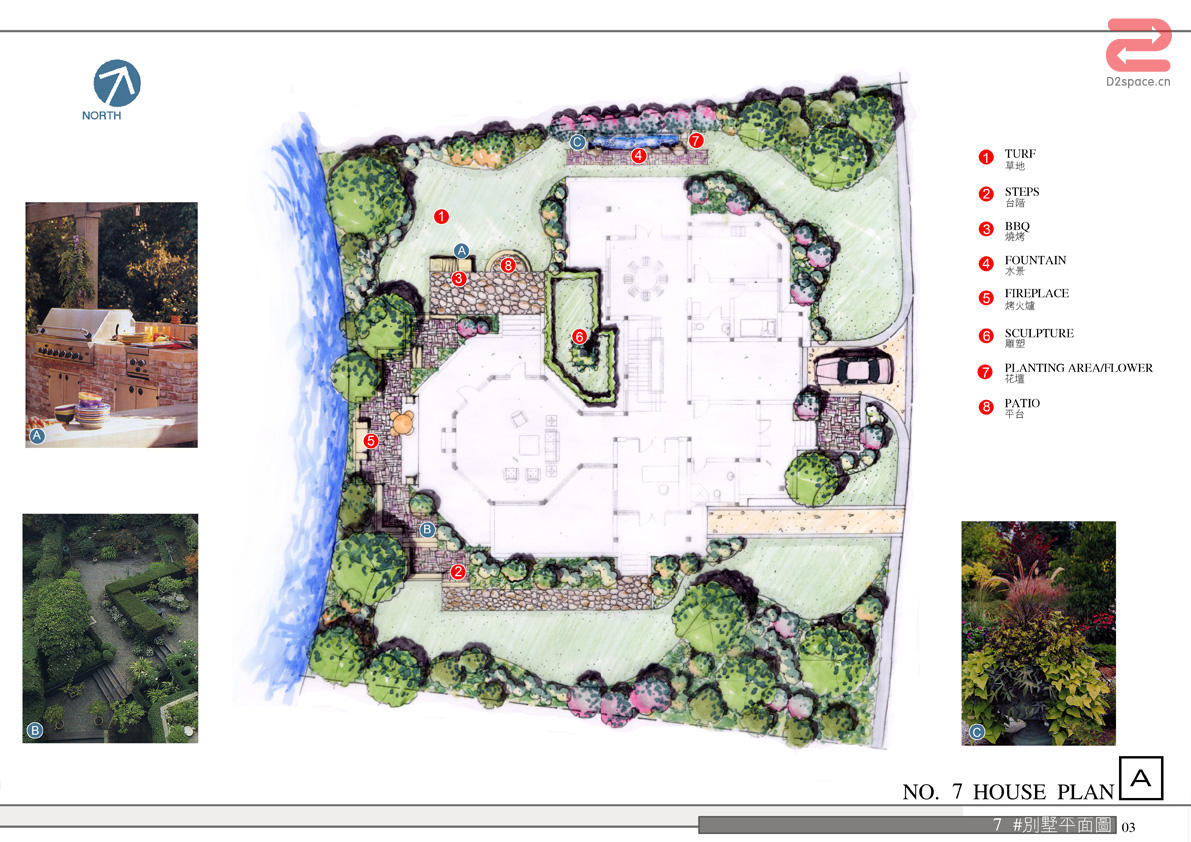 D2space.cn
NORTH
1 TURF
草地
2 STEPS
台階
3 BBQ
燒烤
4 FOUNTAIN
水景
5 FIREPLACE
烤火爐
6 SCULPTURE
雕塑
7 PLANTING AREA/FLOWER
花壇
8 PATIO
平台
C
7
4
1
A
8
3
6
5
B
2
A
B
C
NO. 7 HOUSE PLAN A
7 #別墅平面圖 03